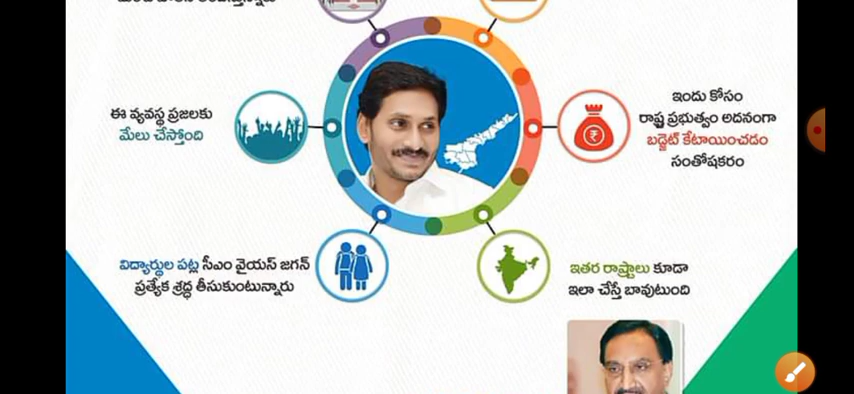 ఈ వ్యవస్థ ప్రజలకు
మేలు చేస్తోంది
ఇందు కోసం
రాష్ట్ర ప్రభుత్వం అదనంగా
బడ్జెట్ కేటాయించడం
సంతోషకరం
విద్యార్థుల పట్ల సీఎం వైయస్ జగన్
ప్రత్యేక శ్రద్ధ తీసుకుంటున్నారు
ఇతర రాష్ట్రాలు కూడా
ఇలా చేస్తే బావుటుంది